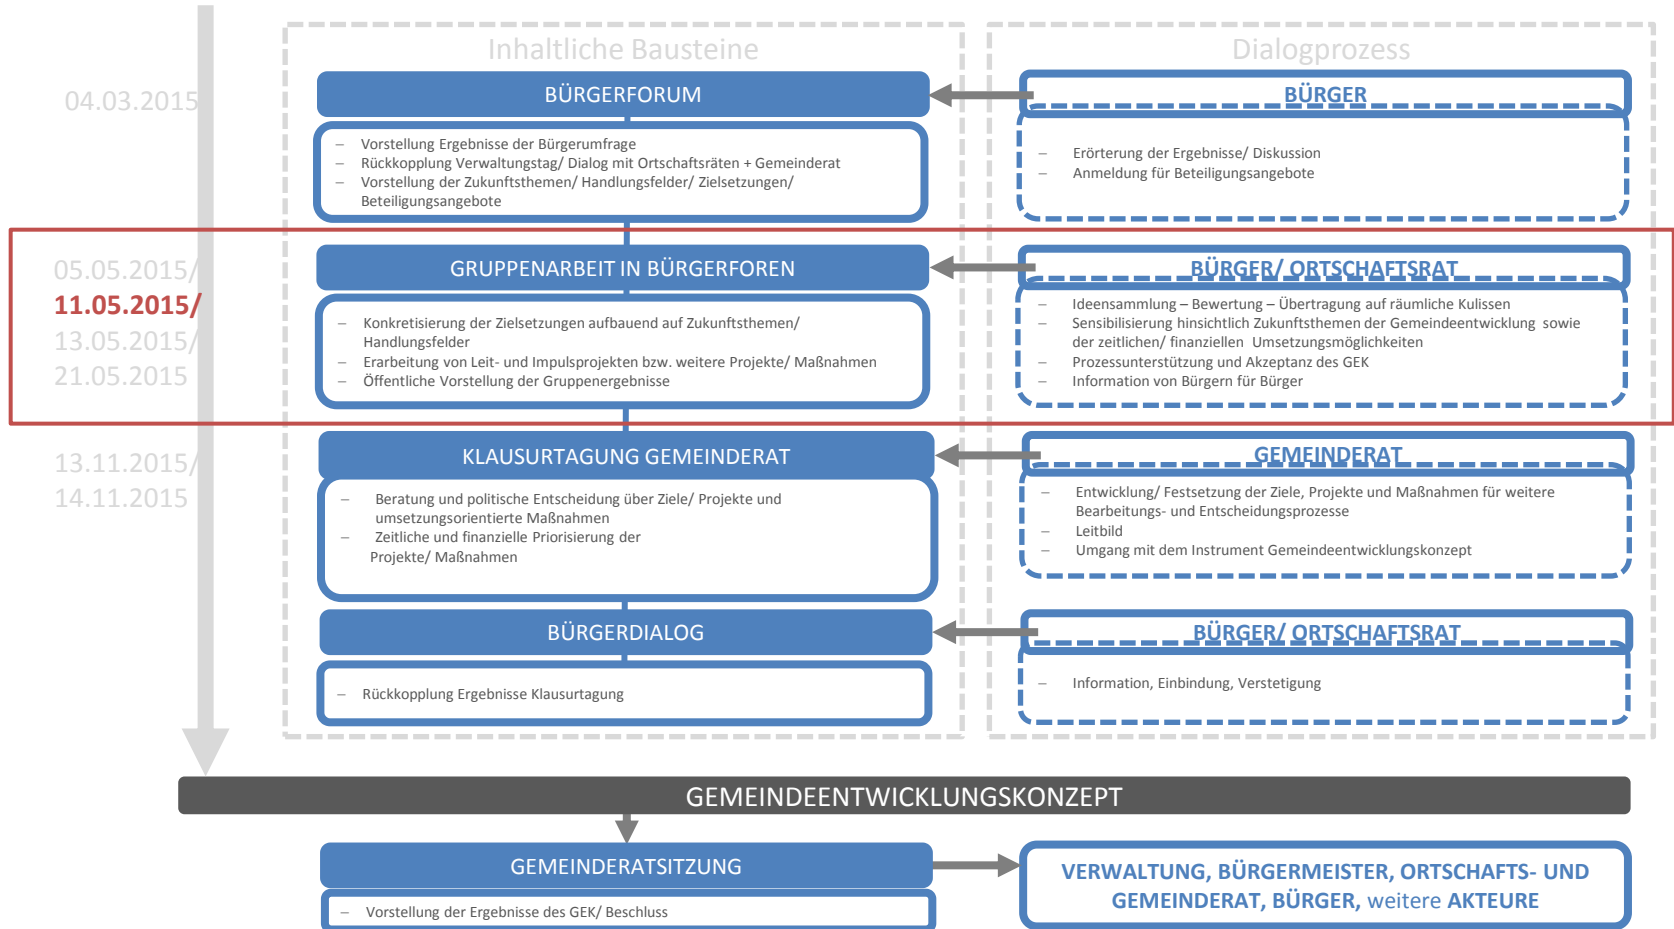 Inhaltliche Bausteine
Dialogprozess
04.03.2015
BÜRGERFORUM
BÜRGER
– Vorstellung Ergebnisse der Bürgerumfrage
– Rückkopplung Verwaltungstag/ Dialog mit Ortschaftsräten + Gemeinderat
– Vorstellung der Zukunftsthemen/ Handlungsfelder/ Zielsetzungen/
Beteiligungsangebote
– Erörterung der Ergebnisse/ Diskussion
– Anmeldung für Beteiligungsangebote
05.05.2015/
11.05.2015/
13.05.2015/
21.05.2015
GRUPPENARBEIT IN BÜRGERFOREN
BÜRGER/ ORTSCHAFTSRAT
– Konkretisierung der Zielsetzungen aufbauend auf Zukunftsthemen/
Handlungsfelder
– Erarbeitung von Leit- und Impulsprojekten bzw. weitere Projekte/ Maßnahmen
– Öffentliche Vorstellung der Gruppenergebnisse
– Ideensammlung – Bewertung – Übertragung auf räumliche Kulissen
– Sensibilisierung hinsichtlich Zukunftsthemen der Gemeindeentwicklung sowie
der zeitlichen/ finanziellen Umsetzungsmöglichkeiten
– Prozessunterstützung und Akzeptanz des GEK
– Information von Bürgern für Bürger
13.11.2015/
14.11.2015
KLAUSURTAGUNG GEMEINDERAT
GEMEINDERAT
– Beratung und politische Entscheidung über Ziele/ Projekte und
umsetzungsorientierte Maßnahmen
– Zeitliche und finanzielle Priorisierung der
Projekte/ Maßnahmen
– Entwicklung/ Festsetzung der Ziele, Projekte und Maßnahmen für weitere
Bearbeitungs- und Entscheidungsprozesse
– Leitbild
– Umgang mit dem Instrument Gemeindeentwicklungskonzept
BÜRGERDIALOG
BÜRGER/ ORTSCHAFTSRAT
– Rückkopplung Ergebnisse Klausurtagung
– Information, Einbindung, Verstetigung
GEMEINDEENTWICKLUNGSKONZEPT
GEMEINDERATSITZUNG
– Vorstellung der Ergebnisse des GEK/ Beschluss
VERWALTUNG, BÜRGERMEISTER, ORTSCHAFTS- UND
GEMEINDERAT, BÜRGER, weitere AKTEURE